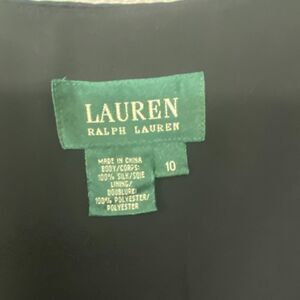 LAUREN
RALPH LAUREN
MADE IN CHINA
BODY/CORPS:
100% SILK/SOIE
LINING/
DOUBLURE:
100% POLYESTER/
POLYESTER
10